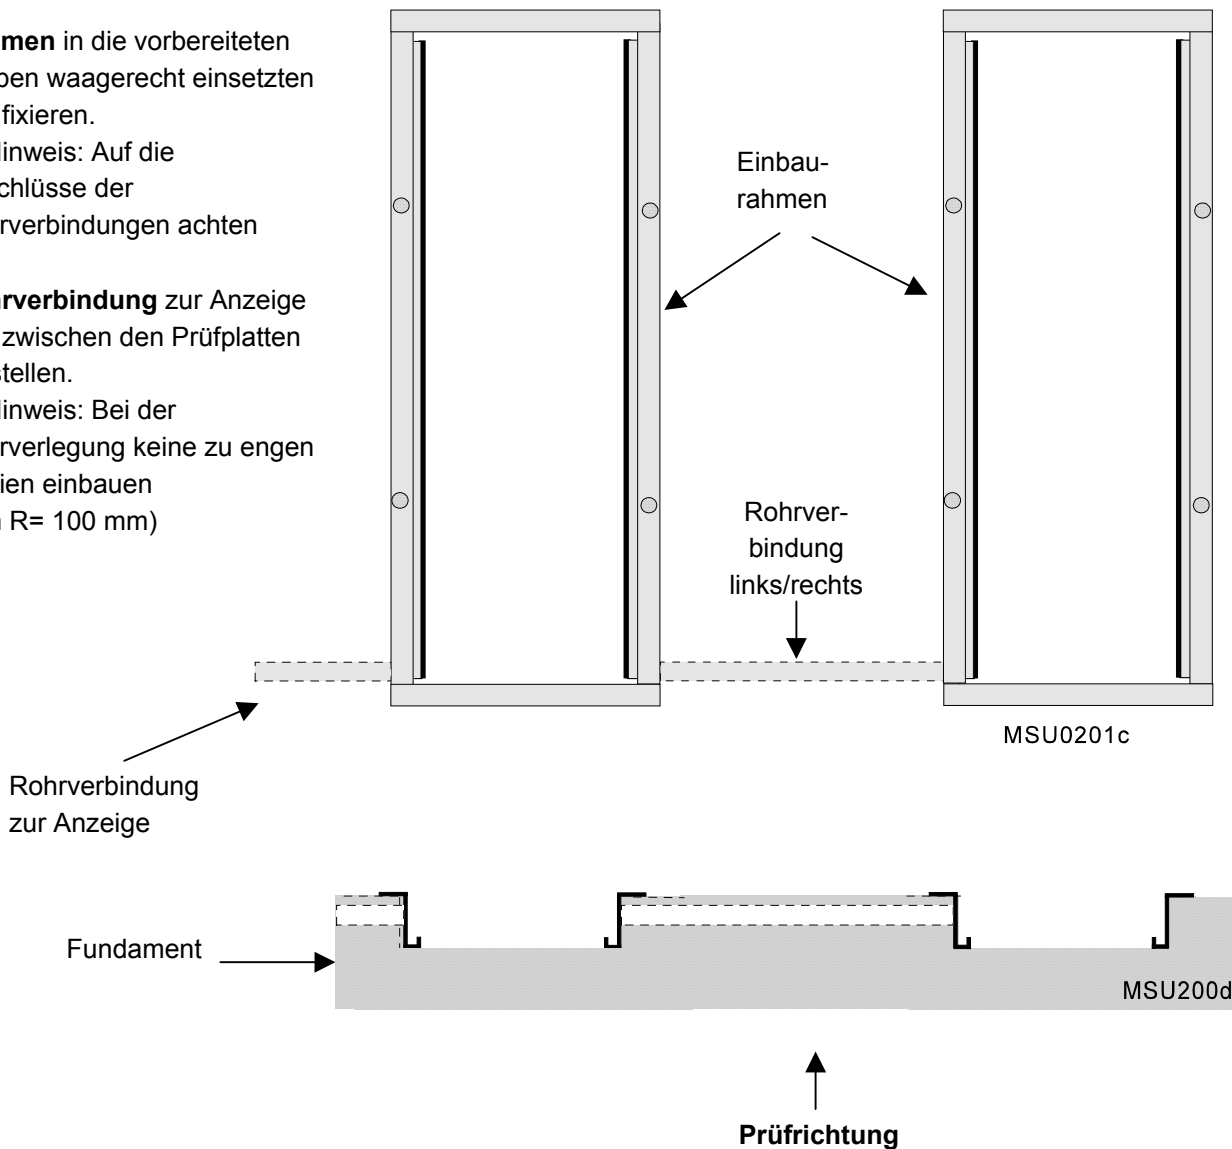 men in die vorbereiteten
ben waagerecht einsetzten
fixieren.
inweis: Auf die
chlüsse der
rverbindungen achten
rverbindung zur Anzeige
zwischen den Prüfplatten
stellen.
inweis: Bei der
rverlegung keine zu engen
ien einbauen
R= 100 mm)
Einbau-
rahmen
Rohrver-
bindung
links/rechts
MSU0201c
Rohrverbindung
zur Anzeige
Fundament
MSU200d
Prüfrichtung